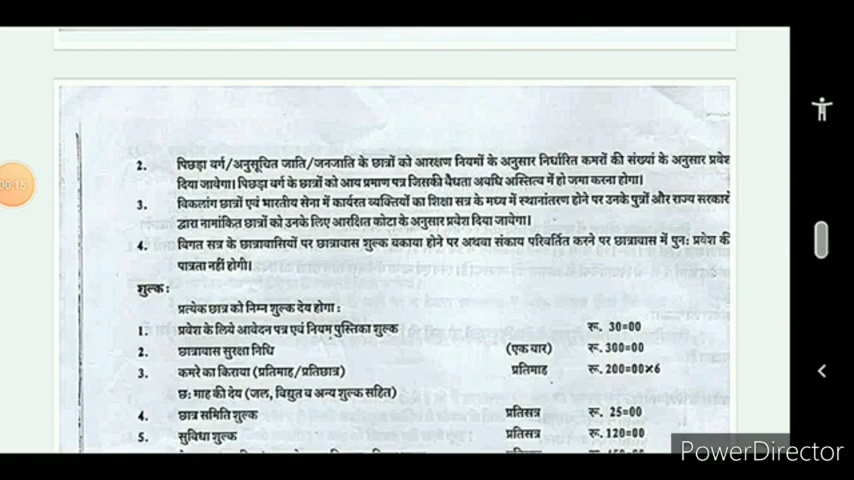 2. पिछड़ा वर्ग/अनुसूचित जाति/जनजाति के छात्रों को आरक्षण नियमों के अनुसार निर्धारित कमरों की संख्यां के अनुसार प्रवेश
दिया जावेगा। पिछड़ा वर्ग के छात्रों को आय प्रमाण पत्र जिसकी वैधता अवधि अस्तित्व में हो जमा करना होगा।
3. विकलांग छात्रों एवं भारतीय सेना में कार्यरत व्यक्तियों का शिक्षा सत्र के मध्य में स्थानांतरण होने पर उनके पुत्रों और राज्य सरकारों
द्वारा नामांकित छात्रों को उनके लिए आरक्षित कोटा के अनुसार प्रवेश दिया जायेगा।
4. विगत सत्र के छात्रावासियों पर छात्रावास शुल्क बकाया होने पर अथवा संकाय परिवर्तित करने पर छात्रावास में पुनः प्रवेश की
पात्रता नहीं होगी।
शुल्क:
प्रत्येक छात्र को निम्न शुल्क देय होगा :
1. प्रवेश के लिये आवेदन पत्र एवं नियम पुस्तिका शुल्क रू. 30=00
2. छात्रावास सुरक्षा निधि (एक बार) रू. 300=00
3. कमरे का किराया (प्रतिमाह/प्रतिछात्र) प्रतिमाह रू. 200=00×6
छः माह की देय (जल, विद्युत व अन्य शुल्क सहित)
4. छात्र समिति शुल्क प्रतिसत्र रू. 25=00
5. सुविधा शुल्क प्रतिसत्र रू. 120=00
00:16
PowerDirector